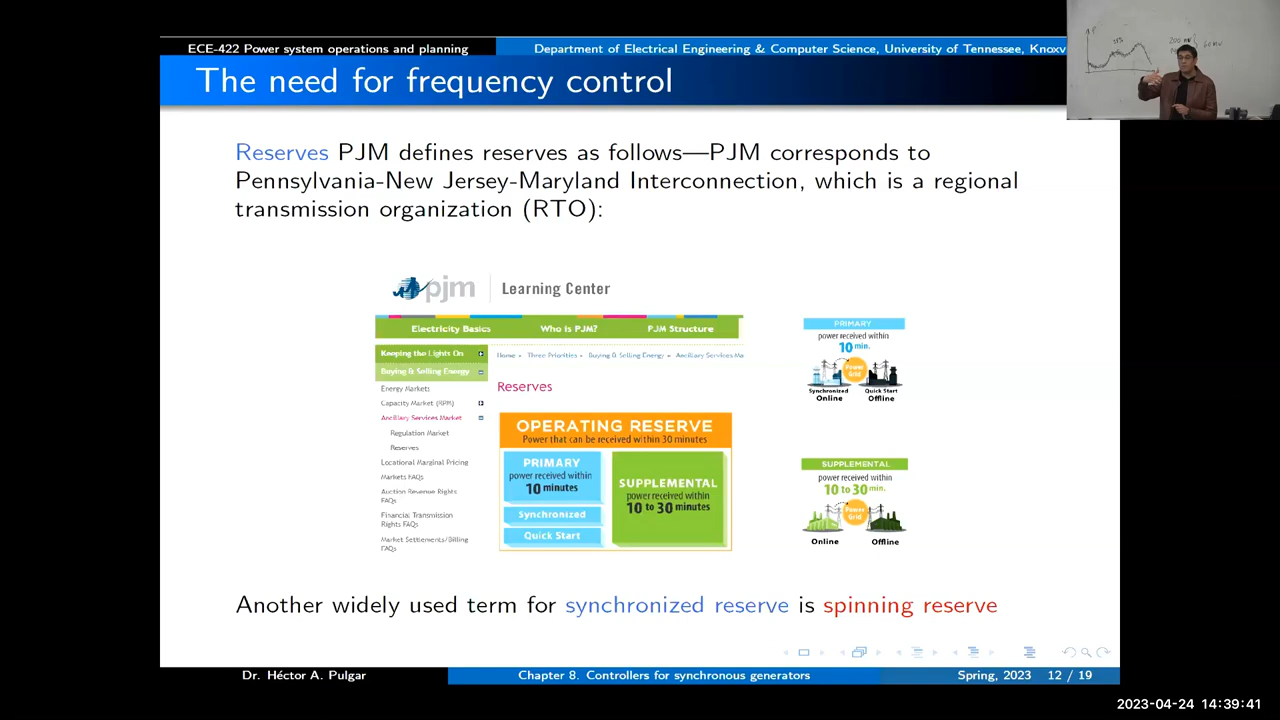 ECE-422 Power system operations and planning
Department of Electrical Engineering & Computer Science, University of Tennessee, Knoxv
The need for frequency control
Reserves PJM defines reserves as follows—PJM corresponds to
Pennsylvania-New Jersey-Maryland Interconnection, which is a regional
transmission organization (RTO):
pjm Learning Center
Electricity Basics Who is PJM? PJM Structure
Keeping the Lights On
Buying & Selling Energy
Energy Markets
Capacity Market (RPM)
Ancillary Services Market
Regulation Market
Reserves
Locational Marginal Pricing
Markets FAQs
Auction Revenue Rights
FAQs
Financial Transmission
Rights FAQs
Market Settlements/Billing
FAQs
Home Three Priorities Buying & Selling Energy Ancillary Services Ma
Reserves
OPERATING RESERVE
Power that can be received within 30 minutes
PRIMARY
power received within
10 minutes
Synchronized
Quick Start
SUPPLEMENTAL
power received within
10 to 30 minutes
PRIMARY
power received within
10 min.
Power
Grid
Synchronized Quick Start
Online Offline
SUPPLEMENTAL
power received within
10 to 30 min.
Power
Grid
Online Offline
Another widely used term for synchronized reserve is spinning reserve
Dr. Héctor A. Pulgar
Chapter 8. Controllers for synchronous generators
Spring, 2023 12 / 19
2023-04-24 14:39:41